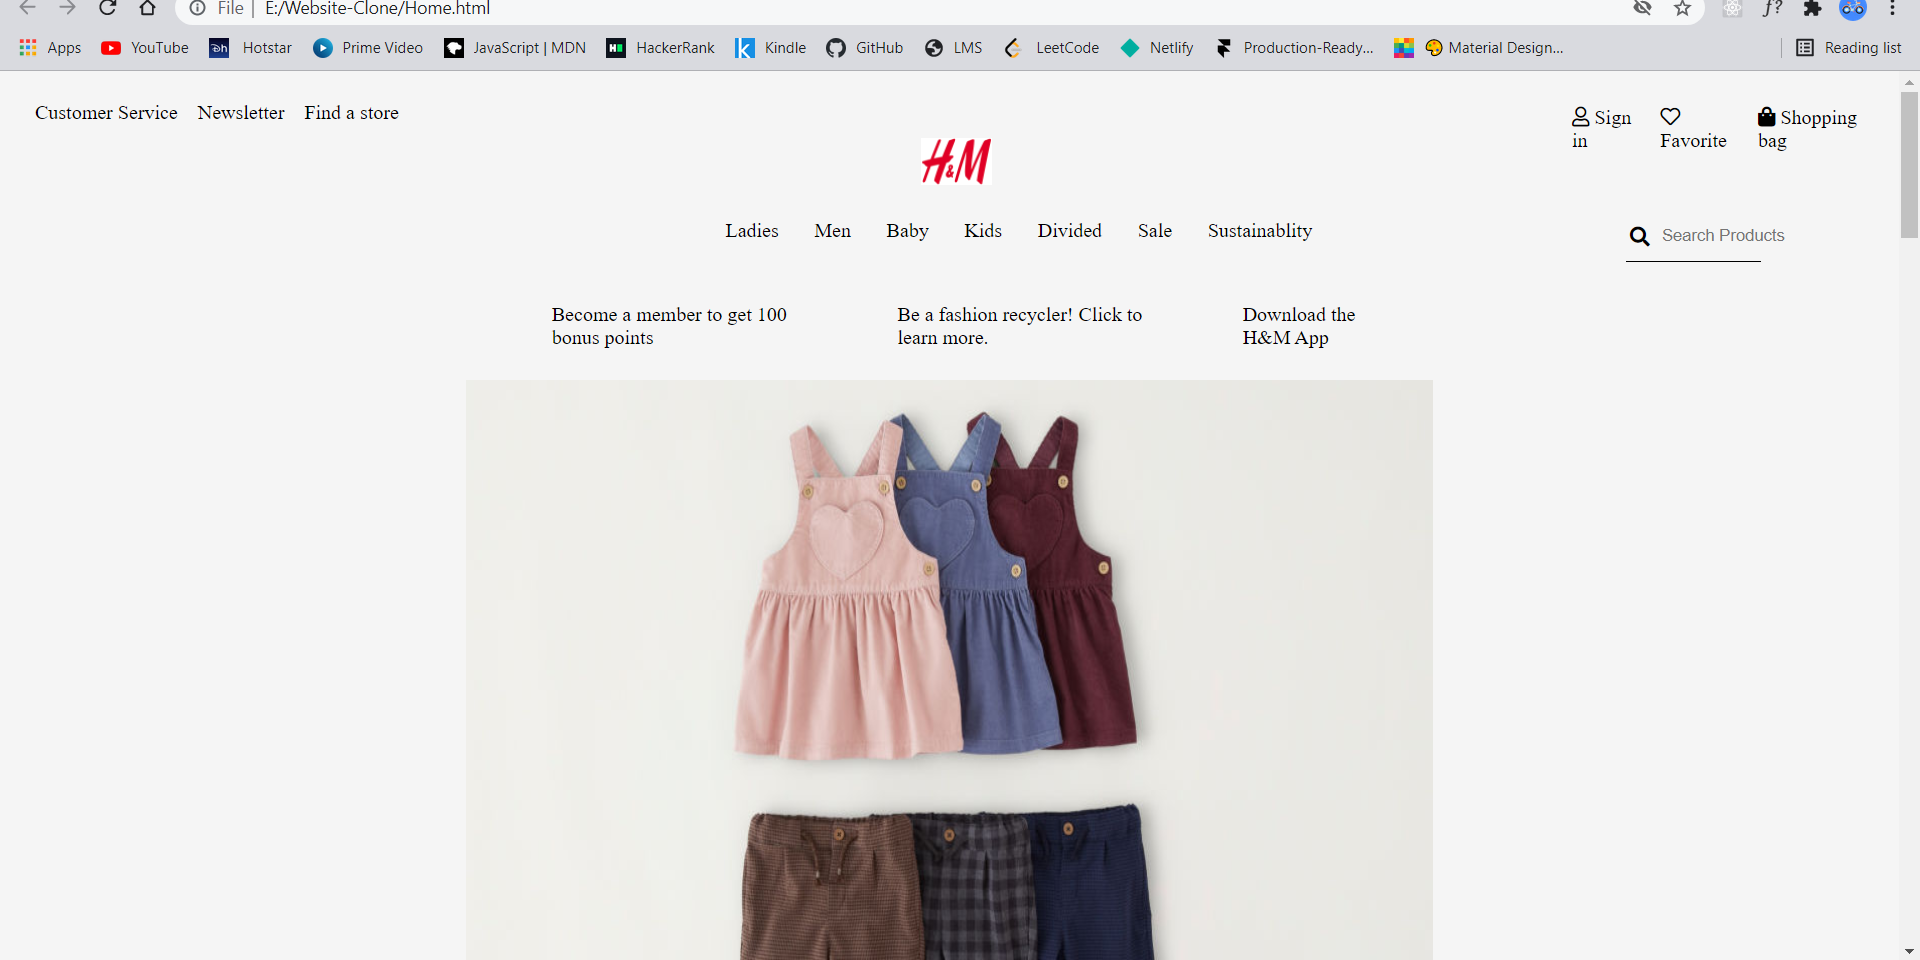 File E:/Website-Clone/Home.html ƒ?
Apps YouTube Hotstar Prime Video JavaScript | MDN HackerRank Kindle GitHub LMS LeetCode Netlify Production-Ready... Material Design... Reading list
Customer Service Newsletter Find a store
Sign in
Favorite
Shopping bag
H&M
Ladies Men Baby Kids Divided Sale Sustainablity
Search Products
Become a member to get 100
bonus points
Be a fashion recycler! Click to
learn more.
Download the
H&M App